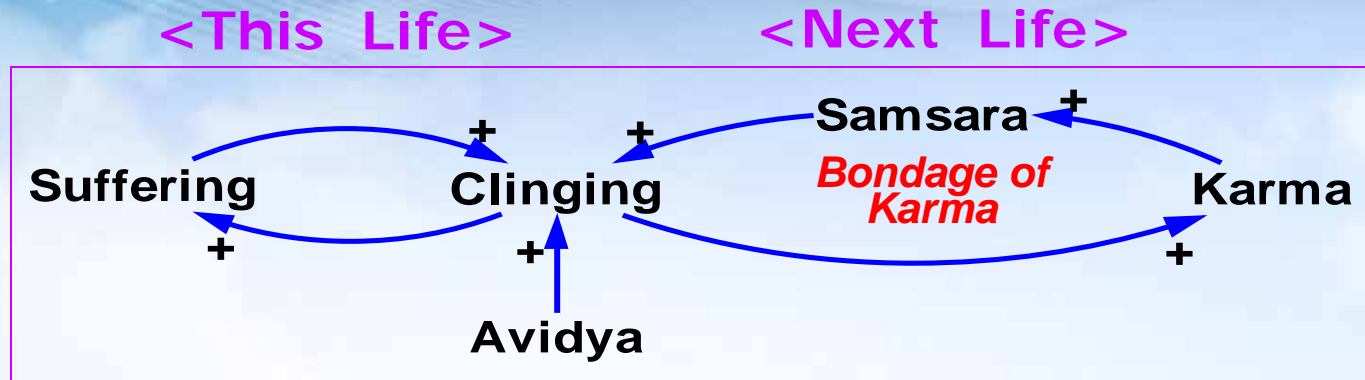 <This Life> <Next Life>
+ + Samsara +
Suffering Clinging Bondage of Karma
Karma
+ + +
Avidya